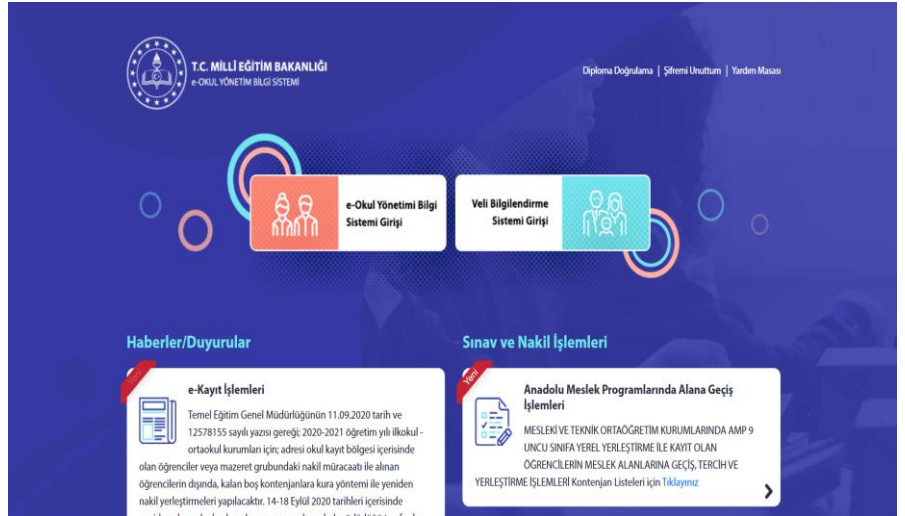 T.C. MİLLÎ EĞİTİM BAKANLIĞI
e-OKUL YÖNETİM BİLGİ SİSTEMİ
Diploma Doğrulama | Şifremi Unuttum | Yardım Masası
e-Okul Yönetimi Bilgi
Sistemi Girişi
Veli Bilgilendirme
Sistemi Girişi
Haberler/Duyurular
Yeni
e-Kayıt İşlemleri
Temel Eğitim Genel Müdürlüğünün 11.09.2020 tarih ve
12578155 sayılı yazısı gereği; 2020-2021 öğretim yılı ilkokul -
ortaokul kurumları için; adresi okul kayıt bölgesi içerisinde
olan öğrenciler veya mazeret grubundaki nakil müracaatı ile alınan
öğrencilerin dışında, kalan boş kontenjanlara kura yöntemi ile yeniden
nakil yerleştirmeleri yapılacaktır. 14-18 Eylül 2020 tarihleri içerisinde
Sınav ve Nakil İşlemleri
Yeni
Anadolu Meslek Programlarında Alana Geçiş
İşlemleri
MESLEKİ VE TEKNİK ORTAÖĞRETİM KURUMLARINDA AMP 9
UNCU SINIFA YEREL YERLEŞTİRME İLE KAYIT OLAN
ÖĞRENCİLERİN MESLEK ALANLARINA GEÇİŞ, TERCİH VE
YERLEŞTİRME İŞLEMLERİ Kontenjan Listeleri için Tıklayınız